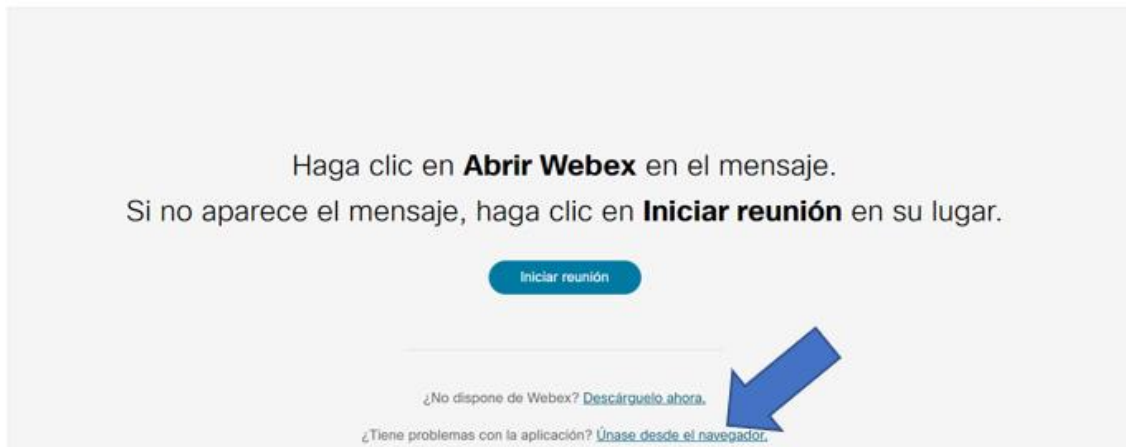 Haga clic en Abrir Webex en el mensaje.
Si no aparece el mensaje, haga clic en Iniciar reunión en su lugar.
Iniciar reunión
¿No dispone de Webex? Descárguelo ahora.
¿Tiene problemas con la aplicación? Únase desde el navegador.